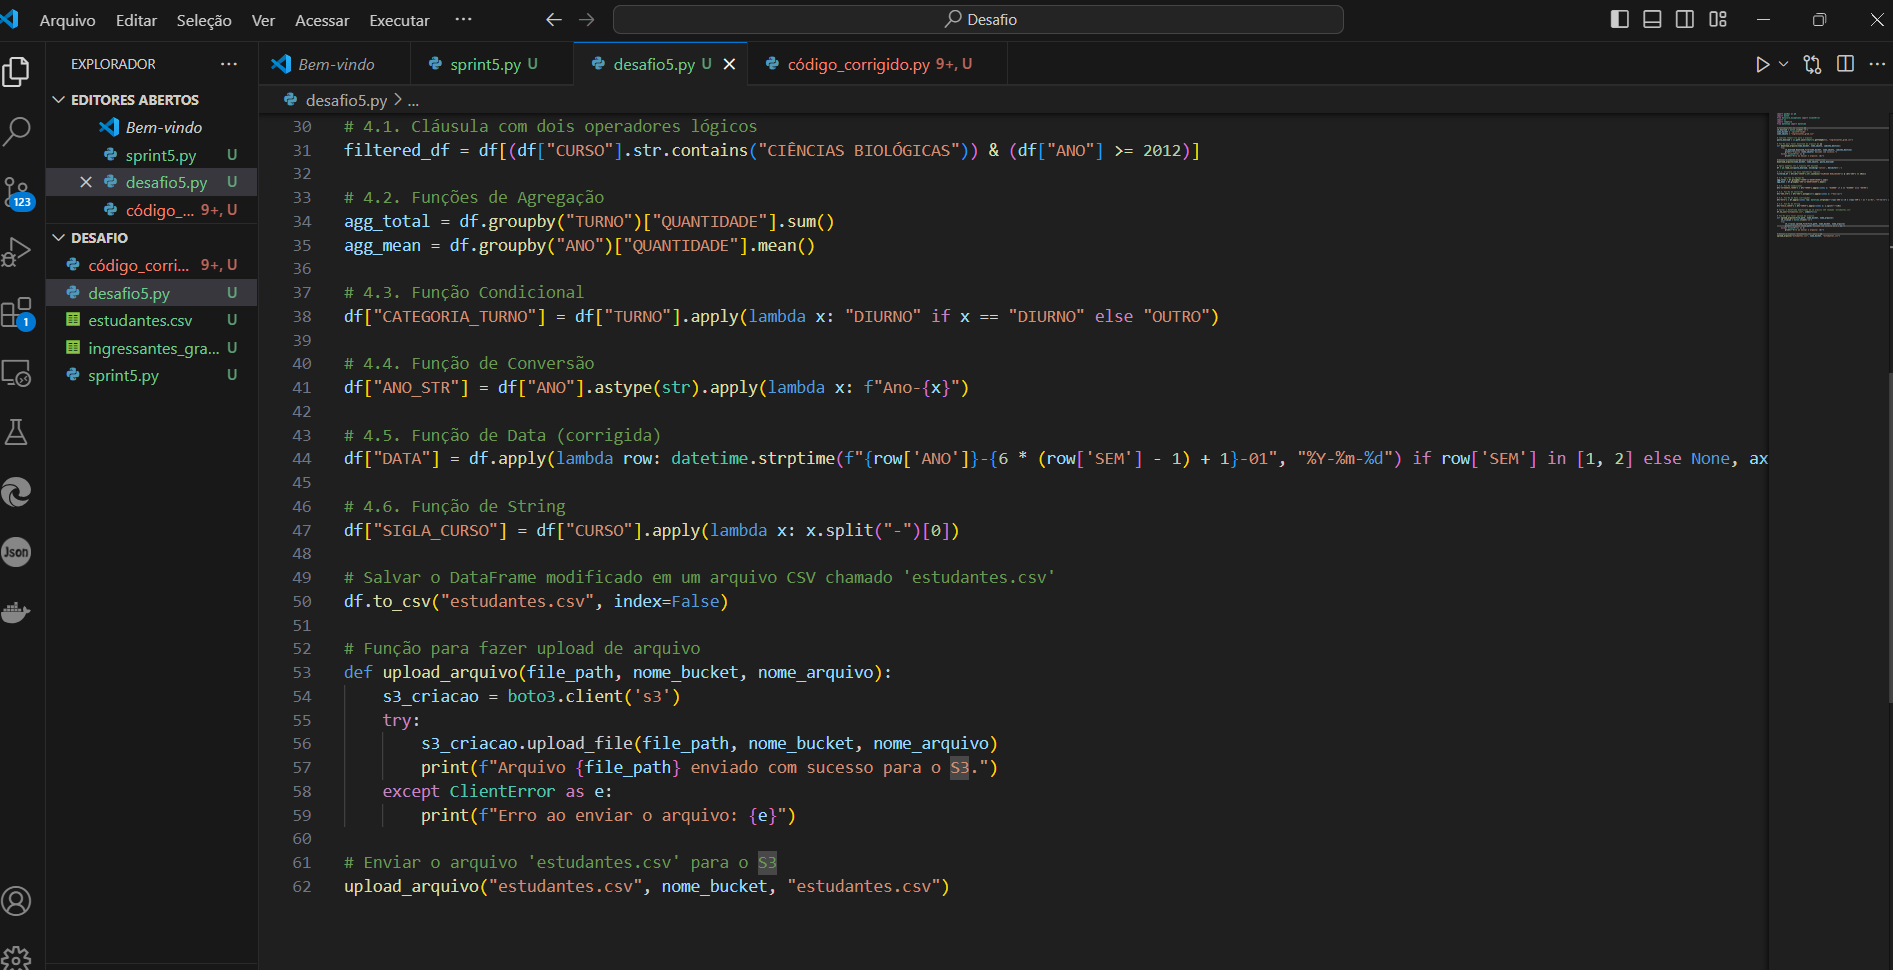 Arquivo Editar Seleção Ver Acessar Executar ··· Desafio
EXPLORADOR ···
Bem-vindo sprint5.py U desafio5.py U código_corrigido.py 9+, U
desafio5.py > ...
EDITORES ABERTOS
Bem-vindo
sprint5.py U
desafio5.py U
código_... 9+, U
DESAFIO
código_corri... 9+, U
desafio5.py U
estudantes.csv U
ingressantes_gra... U
sprint5.py U
123
1
Json
30 # 4.1. Cláusula com dois operadores lógicos
31 filtered_df = df[(df["CURSO"].str.contains("CIÊNCIAS BIOLÓGICAS")) & (df["ANO"] >= 2012)]
32
33 # 4.2. Funções de Agregação
34 agg_total = df.groupby("TURNO")["QUANTIDADE"].sum()
35 agg_mean = df.groupby("ANO")["QUANTIDADE"].mean()
36
37 # 4.3. Função Condicional
38 df["CATEGORIA_TURNO"] = df["TURNO"].apply(lambda x: "DIURNO" if x == "DIURNO" else "OUTRO")
39
40 # 4.4. Função de Conversão
41 df["ANO_STR"] = df["ANO"].astype(str).apply(lambda x: f"Ano-{x}")
42
43 # 4.5. Função de Data (corrigida)
44 df["DATA"] = df.apply(lambda row: datetime.strptime(f"{row['ANO']}-{6 * (row['SEM'] - 1) + 1}-01", "%Y-%m-%d") if row['SEM'] in [1, 2] else None, ax
45
46 # 4.6. Função de String
47 df["SIGLA_CURSO"] = df["CURSO"].apply(lambda x: x.split("-")[0])
48
49 # Salvar o DataFrame modificado em um arquivo CSV chamado 'estudantes.csv'
50 df.to_csv("estudantes.csv", index=False)
51
52 # Função para fazer upload de arquivo
53 def upload_arquivo(file_path, nome_bucket, nome_arquivo):
54 s3_criacao = boto3.client('s3')
55 try:
56 s3_criacao.upload_file(file_path, nome_bucket, nome_arquivo)
57 print(f"Arquivo {file_path} enviado com sucesso para o S3.")
58 except ClientError as e:
59 print(f"Erro ao enviar o arquivo: {e}")
60
61 # Enviar o arquivo 'estudantes.csv' para o S3
62 upload_arquivo("estudantes.csv", nome_bucket, "estudantes.csv")